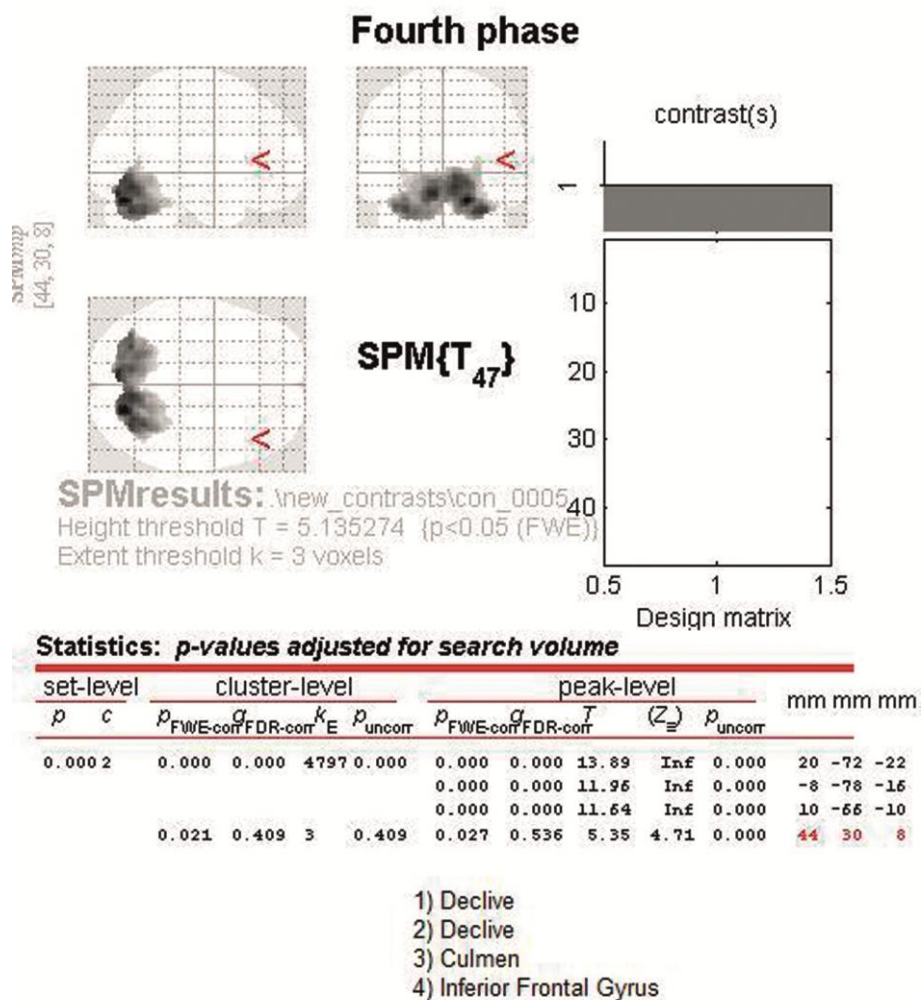 Fourth phase
<
<
contrast(s)
1
SPMmip
[44, 30, 8]
<
SPM{T47}
10
20
30
40
0.5 1 1.5
Design matrix
SPMresults: .\new_contrasts\con_0005
Height threshold T = 5.135274 {p<0.05 (FWE)}
Extent threshold k = 3 voxels
Statistics: p-values adjusted for search volume
set-level cluster-level peak-level mm mm mm
p c pFWE-corr qFDR-corr kE puncorr pFWE-corr qFDR-corr T (Z≡) puncorr
0.000 2 0.000 0.000 4797 0.000 0.000 0.000 13.89 Inf 0.000 20 -72 -22
0.000 0.000 11.96 Inf 0.000 -8 -78 -16
0.000 0.000 11.64 Inf 0.000 10 -66 -10
0.021 0.409 3 0.409 0.027 0.536 5.35 4.71 0.000 44 30 8
1) Declive
2) Declive
3) Culmen
4) Inferior Frontal Gyrus